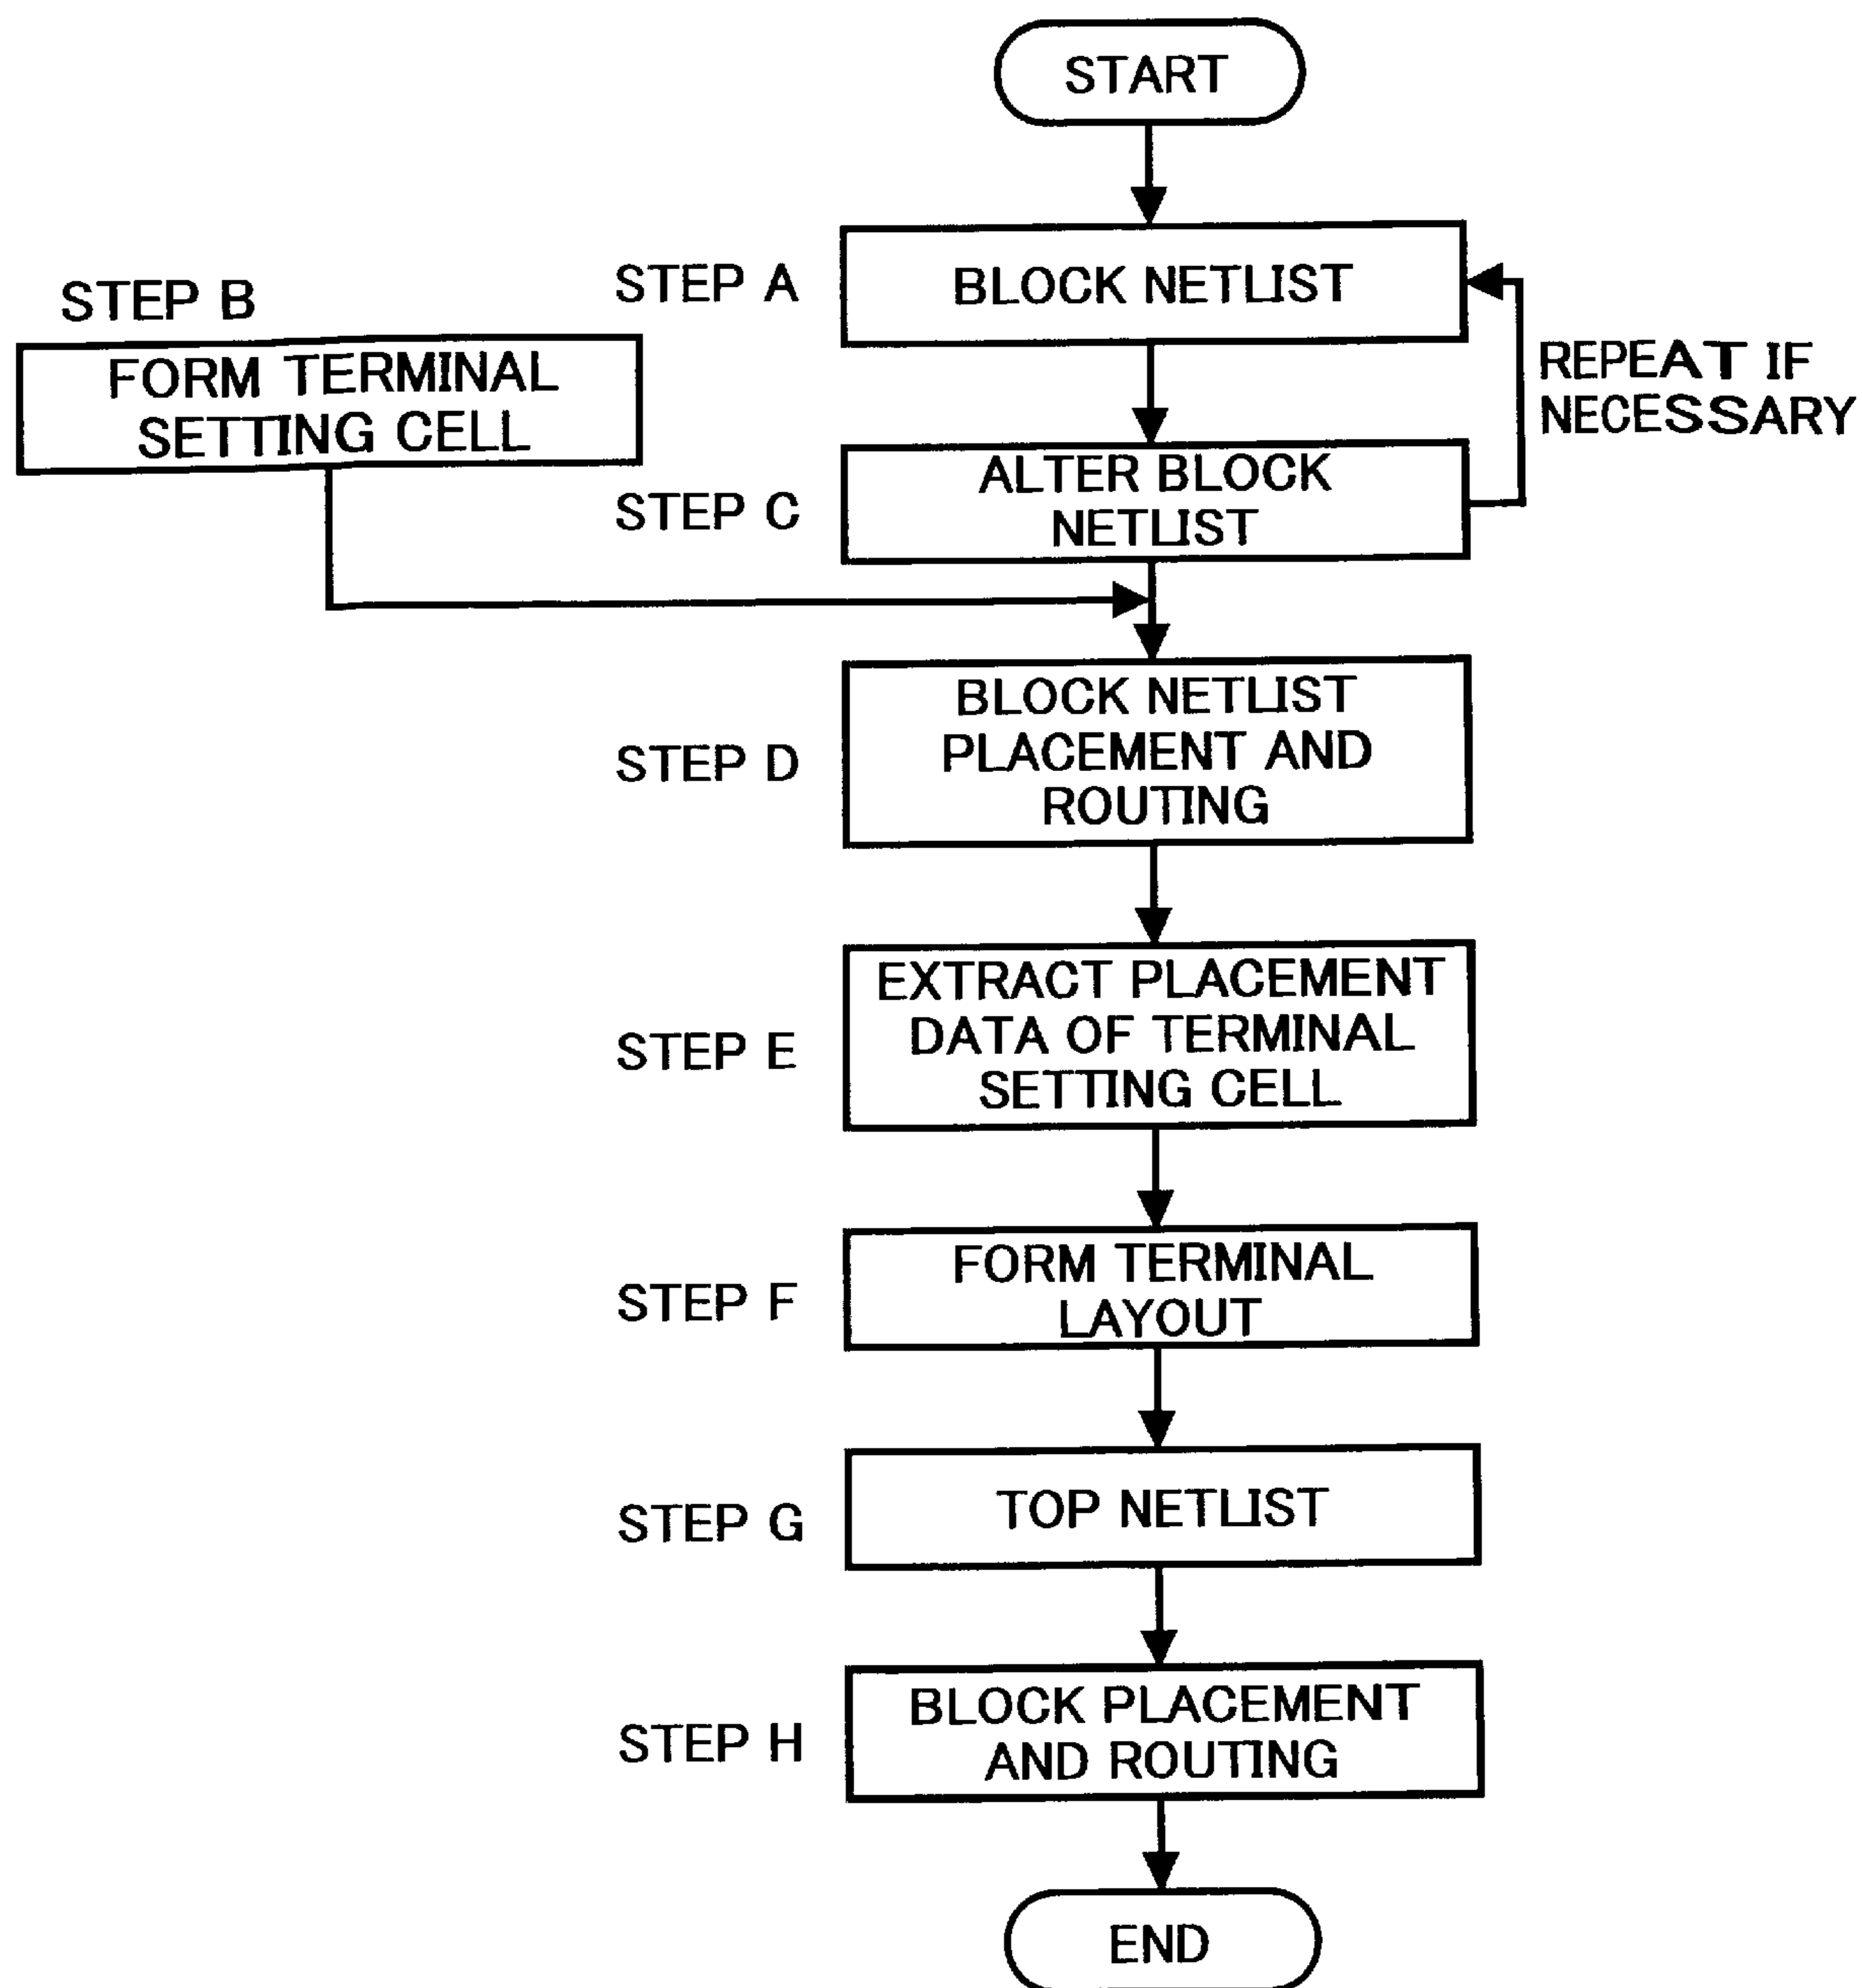 START
STEP A
BLOCK NETLIST
STEP B
FORM TERMINAL
SETTING CELL
REPEAT IF
NECESSARY
STEP C
ALTER BLOCK
NETLIST
STEP D
BLOCK NETLIST
PLACEMENT AND
ROUTING
STEP E
EXTRACT PLACEMENT
DATA OF TERMINAL
SETTING CELL
STEP F
FORM TERMINAL
LAYOUT
STEP G
TOP NETLIST
STEP H
BLOCK PLACEMENT
AND ROUTING
END